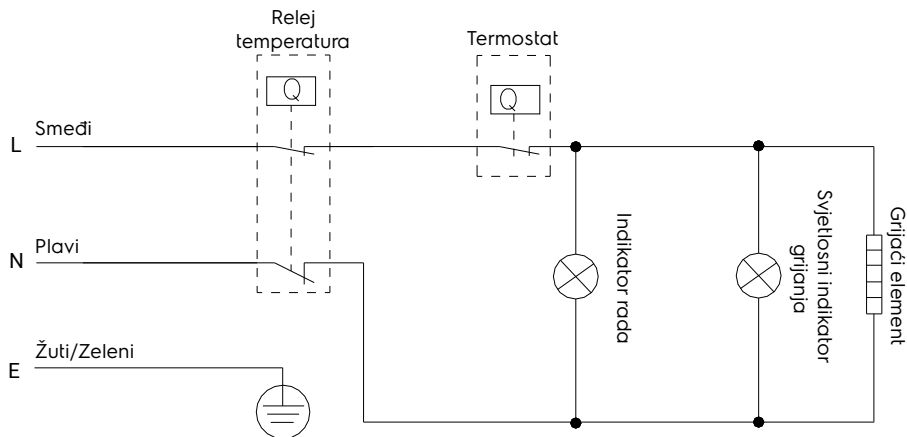 Relej
temperatura
Termostat
Q
Q
L
Smeđi
N
Plavi
E
Žuti/Zeleni
Indikator rada
Svjetlosni indikator
grijanja
Grijaći element